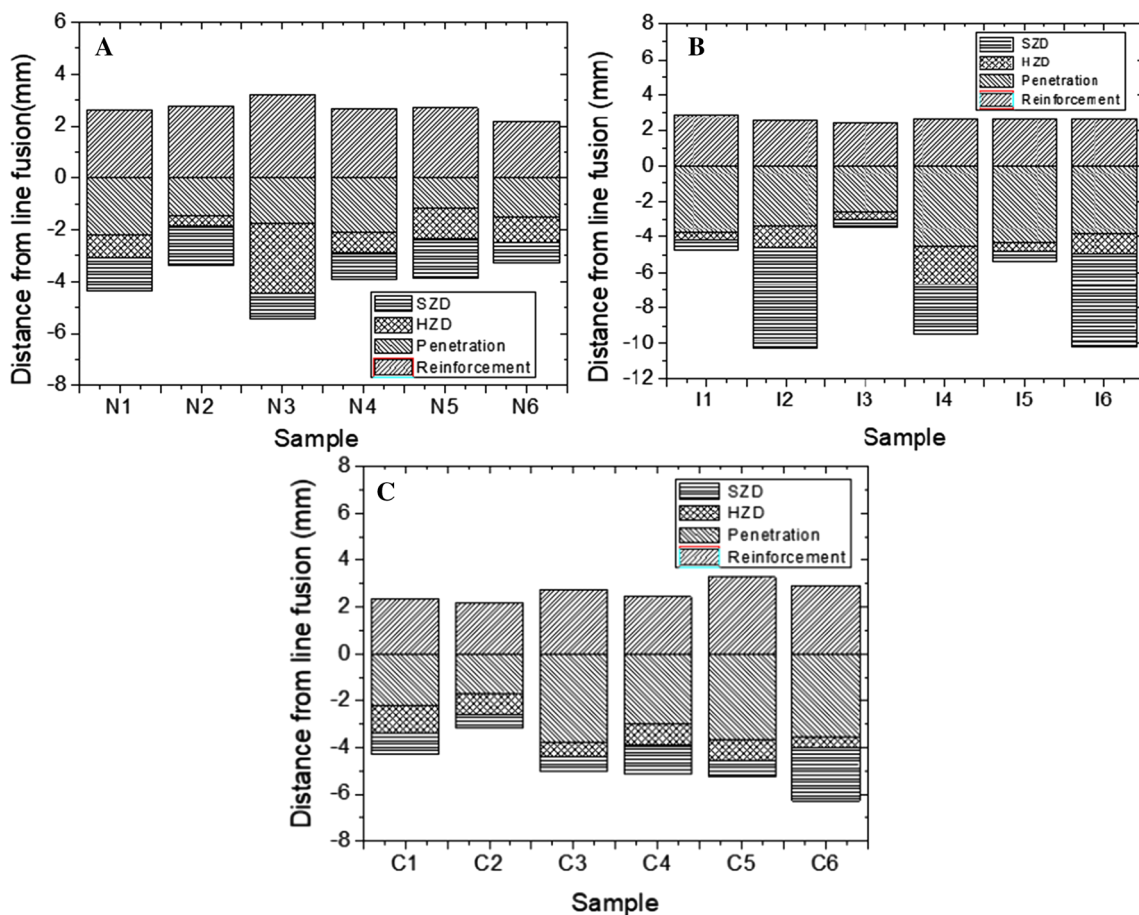 A
Distance from line fusion(mm)
6
4
2
0
-2
-4
-6
-8
SZD
HZD
Penetration
Reinforcement
N1 N2 N3 N4 N5 N6
Sample
B
Distance from line fusion (mm)
8
6
4
2
0
-2
-4
-6
-8
-10
-12
SZD
HZD
Penetration
Reinforcement
I1 I2 I3 I4 I5 I6
Sample
C
Distance from line fusion (mm)
8
6
4
2
0
-2
-4
-6
-8
SZD
HZD
Penetration
Reinforcement
C1 C2 C3 C4 C5 C6
Sample